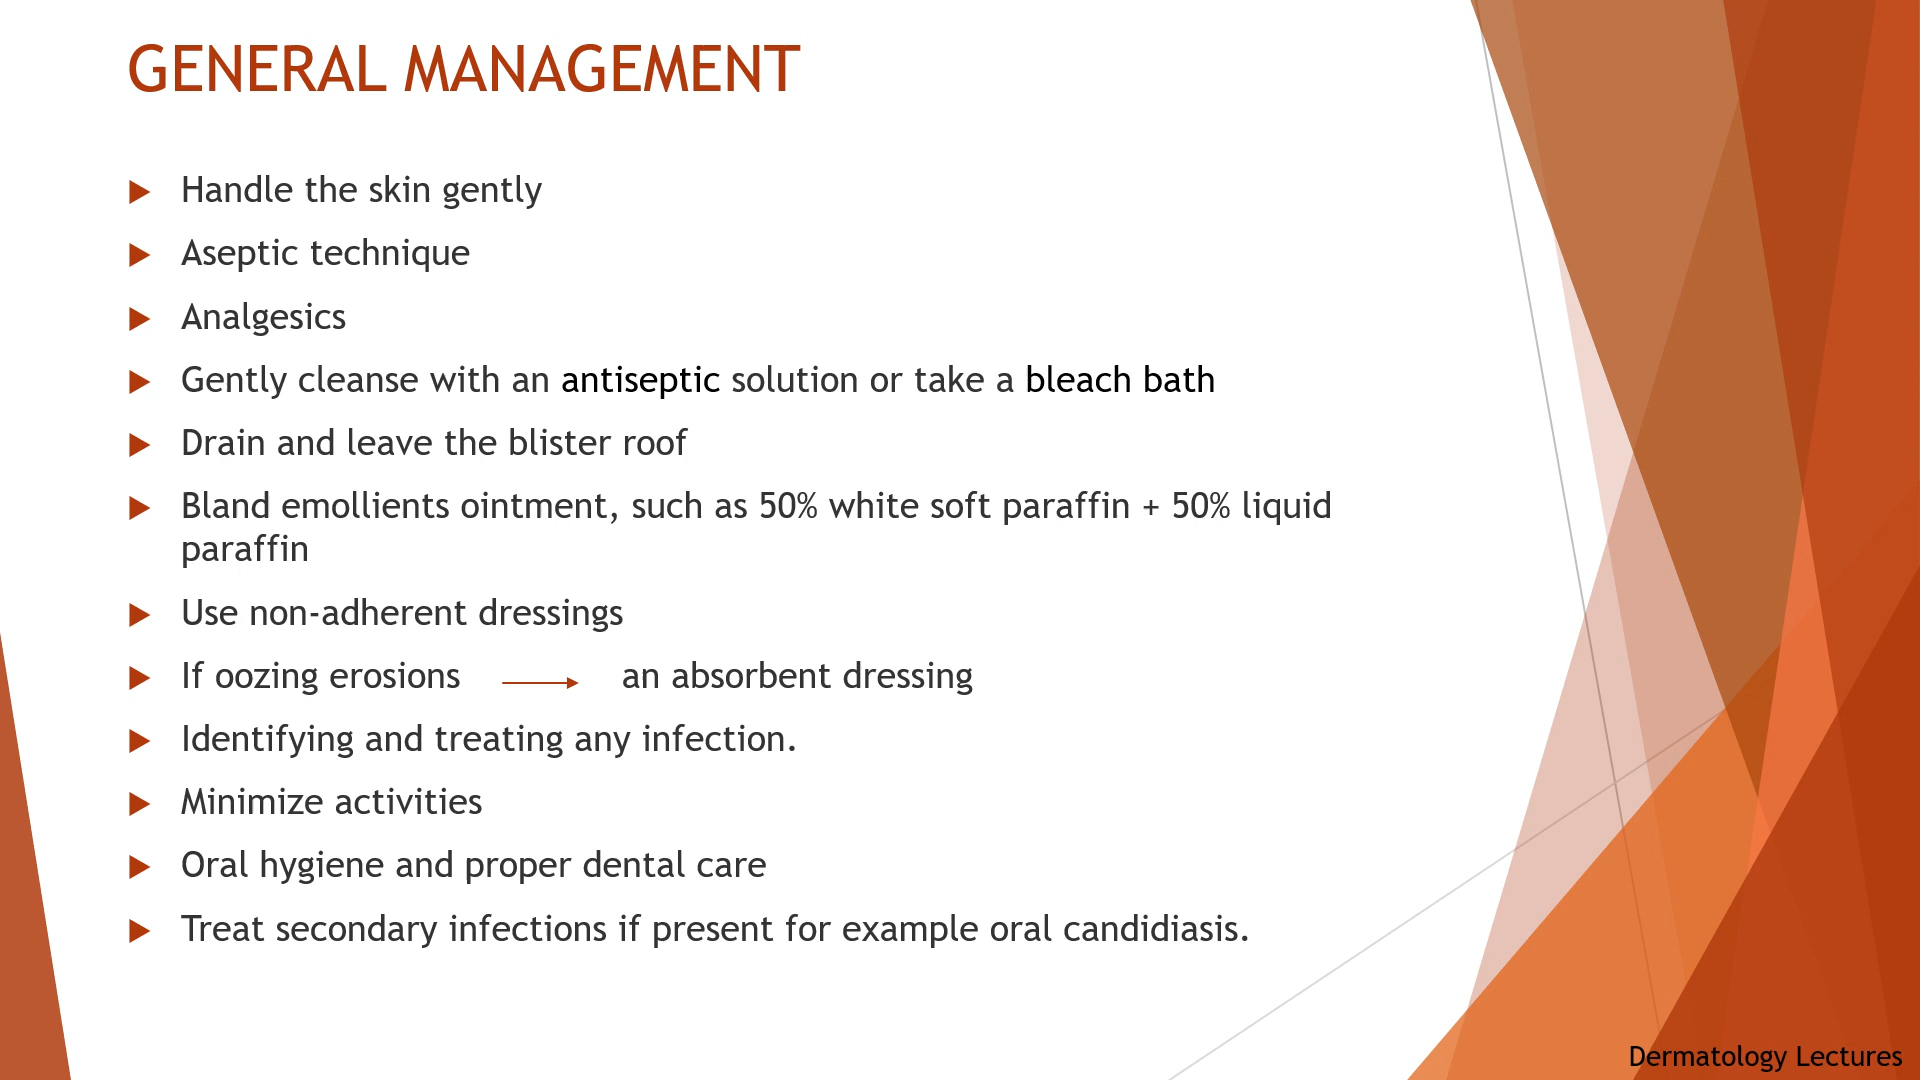 GENERAL MANAGEMENT
Handle the skin gently
Aseptic technique
Analgesics
Gently cleanse with an antiseptic solution or take a bleach bath
Drain and leave the blister roof
Bland emollients ointment, such as 50% white soft paraffin + 50% liquid
paraffin
Use non-adherent dressings
If oozing erosions → an absorbent dressing
Identifying and treating any infection.
Minimize activities
Oral hygiene and proper dental care
Treat secondary infections if present for example oral candidiasis.
Dermatology Lectures